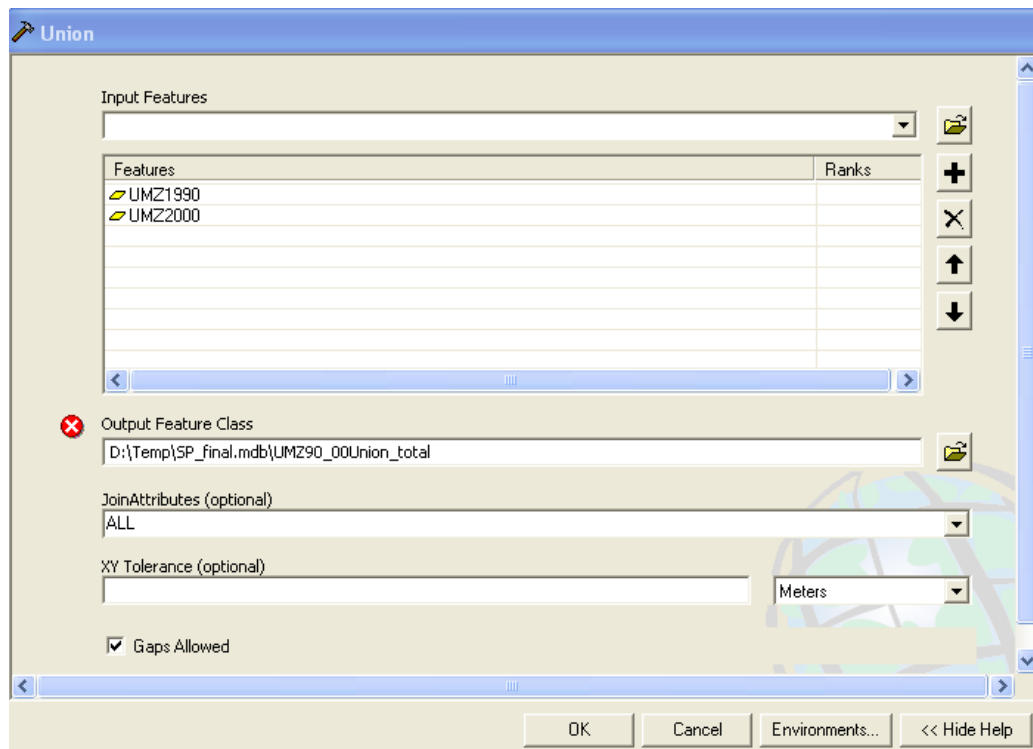 Union
Input Features
Features Ranks
UMZ1990
UMZ2000
Output Feature Class
D:\Temp\SP_final.mdb\UMZ90_00Union_total
JoinAttributes (optional)
ALL
XY Tolerance (optional)
Meters
Gaps Allowed
OK Cancel Environments... << Hide Help